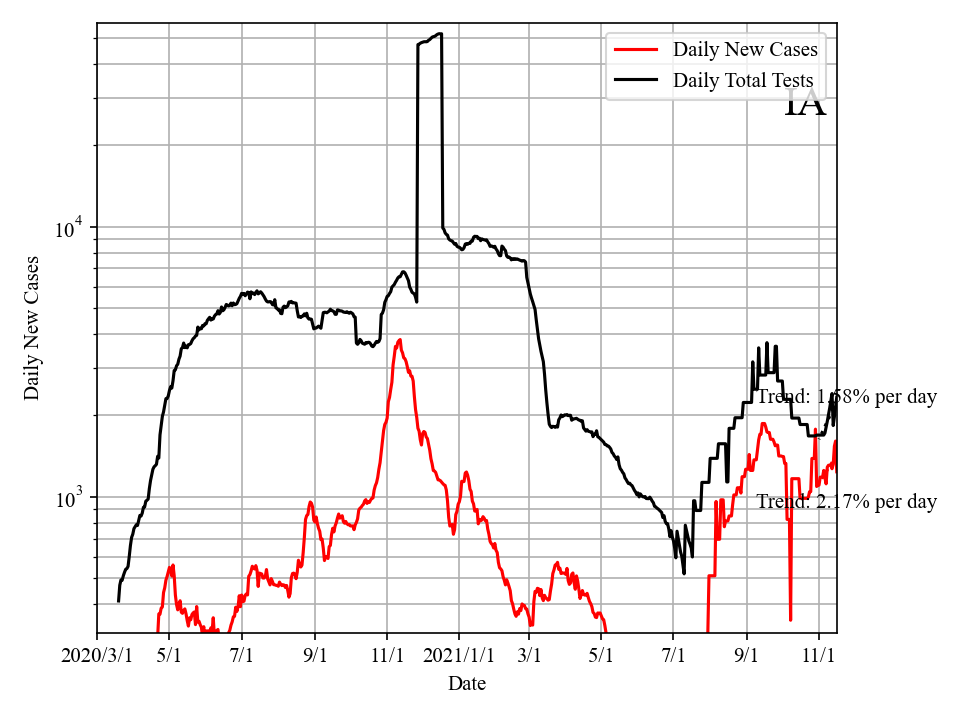 Daily New Cases
Daily Total Tests
IA
10^4
10^3
Daily New Cases
Trend: 1.58% per day
Trend: 2.17% per day
2020/3/1 5/1 7/1 9/1 11/1 2021/1/1 3/1 5/1 7/1 9/1 11/1
Date